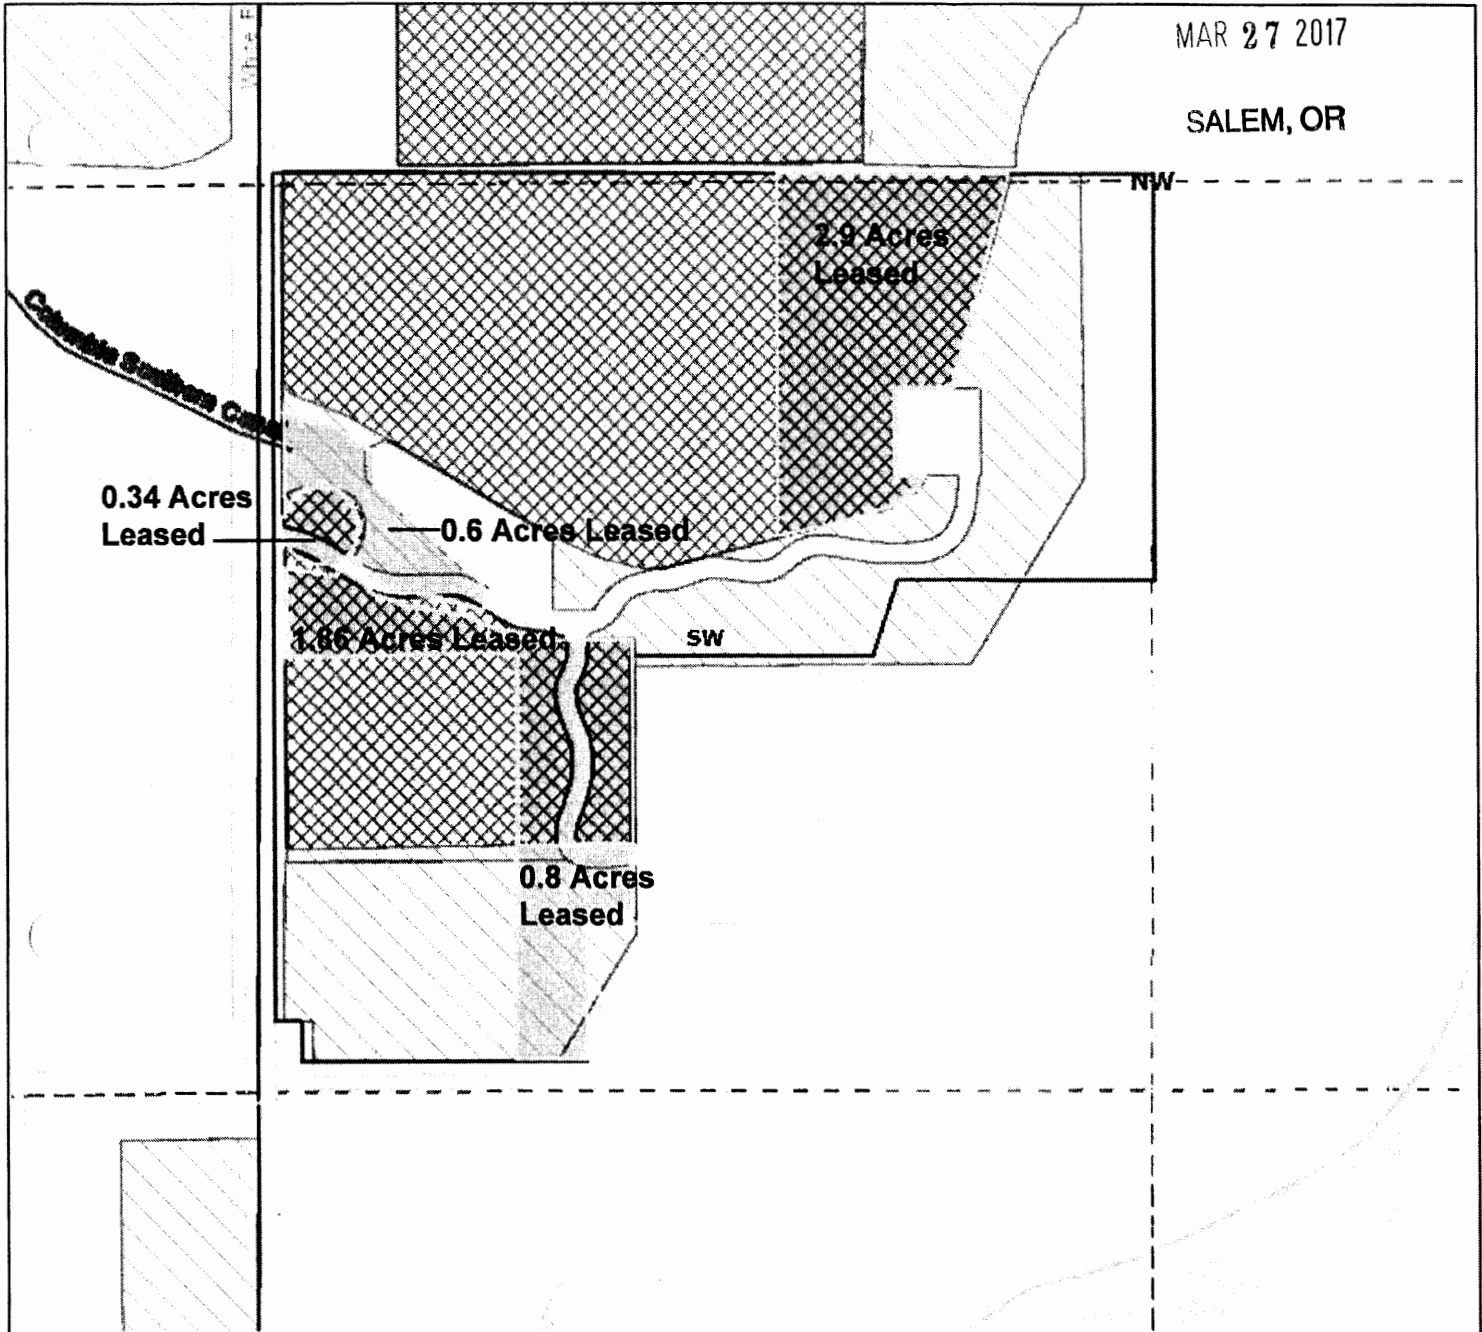 MAR 27 2017
SALEM, OR
NW
2.9 Acres
Leased
Columbia Southern Canal
0.34 Acres
Leased
0.6 Acres Leased
1.86 Acres Leased
SW
0.8 Acres
Leased